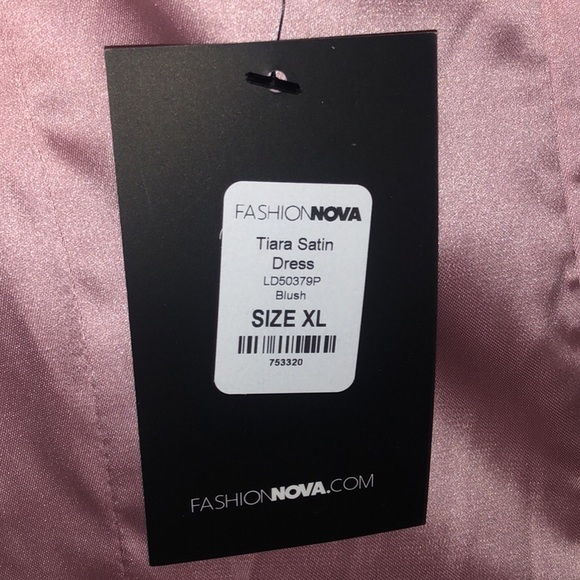 FASHIONNOVA
Tiara Satin
Dress
LD50379P
Blush
SIZE XL
753320
FASHIONNOVA.COM